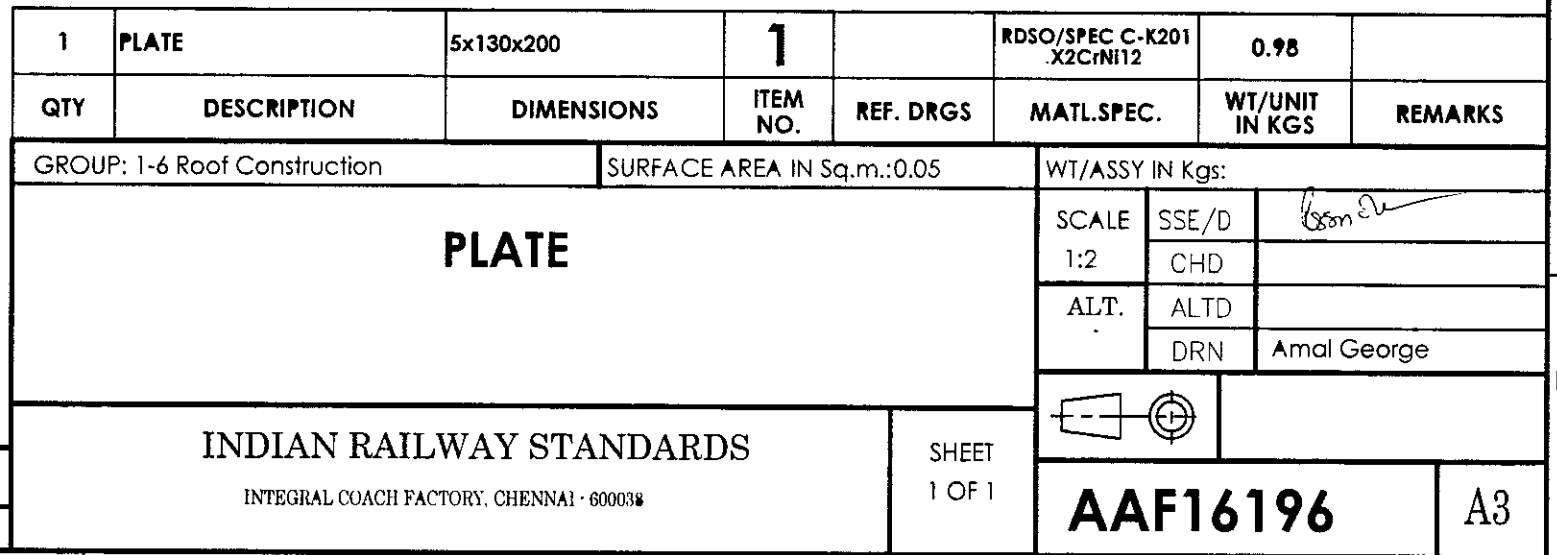 1 PLATE 5x130x200 1 RDSO/SPEC C-K201 0.98
.X2CrNi12
QTY DESCRIPTION DIMENSIONS ITEM NO. REF. DRGS MATL.SPEC. WT/UNIT IN KGS REMARKS
GROUP: 1-6 Roof Construction SURFACE AREA IN Sq.m.:0.05 WT/ASSY IN Kgs:
PLATE
SCALE SSE/D
1:2 CHD
ALT. ALTD
DRN Amal George
INDIAN RAILWAY STANDARDS
INTEGRAL COACH FACTORY, CHENNAI - 600038
SHEET
1 OF 1
AAF16196 A3